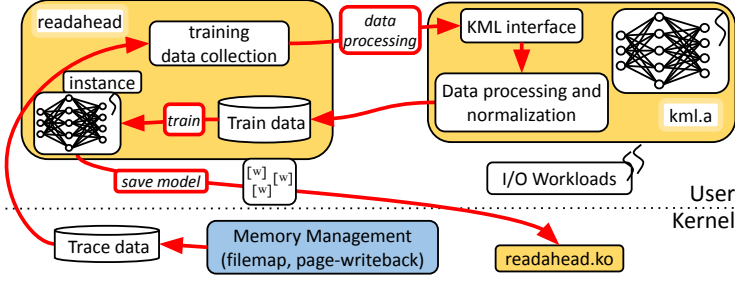 readahead
training
data collection
data
processing
KML interface
instance
Data processing and
normalization
kml.a
train
Train data
save model
[w]
[w]
[w]
I/O Workloads
User
Kernel
Trace data
Memory Management
(filemap, page-writeback)
readahead.ko